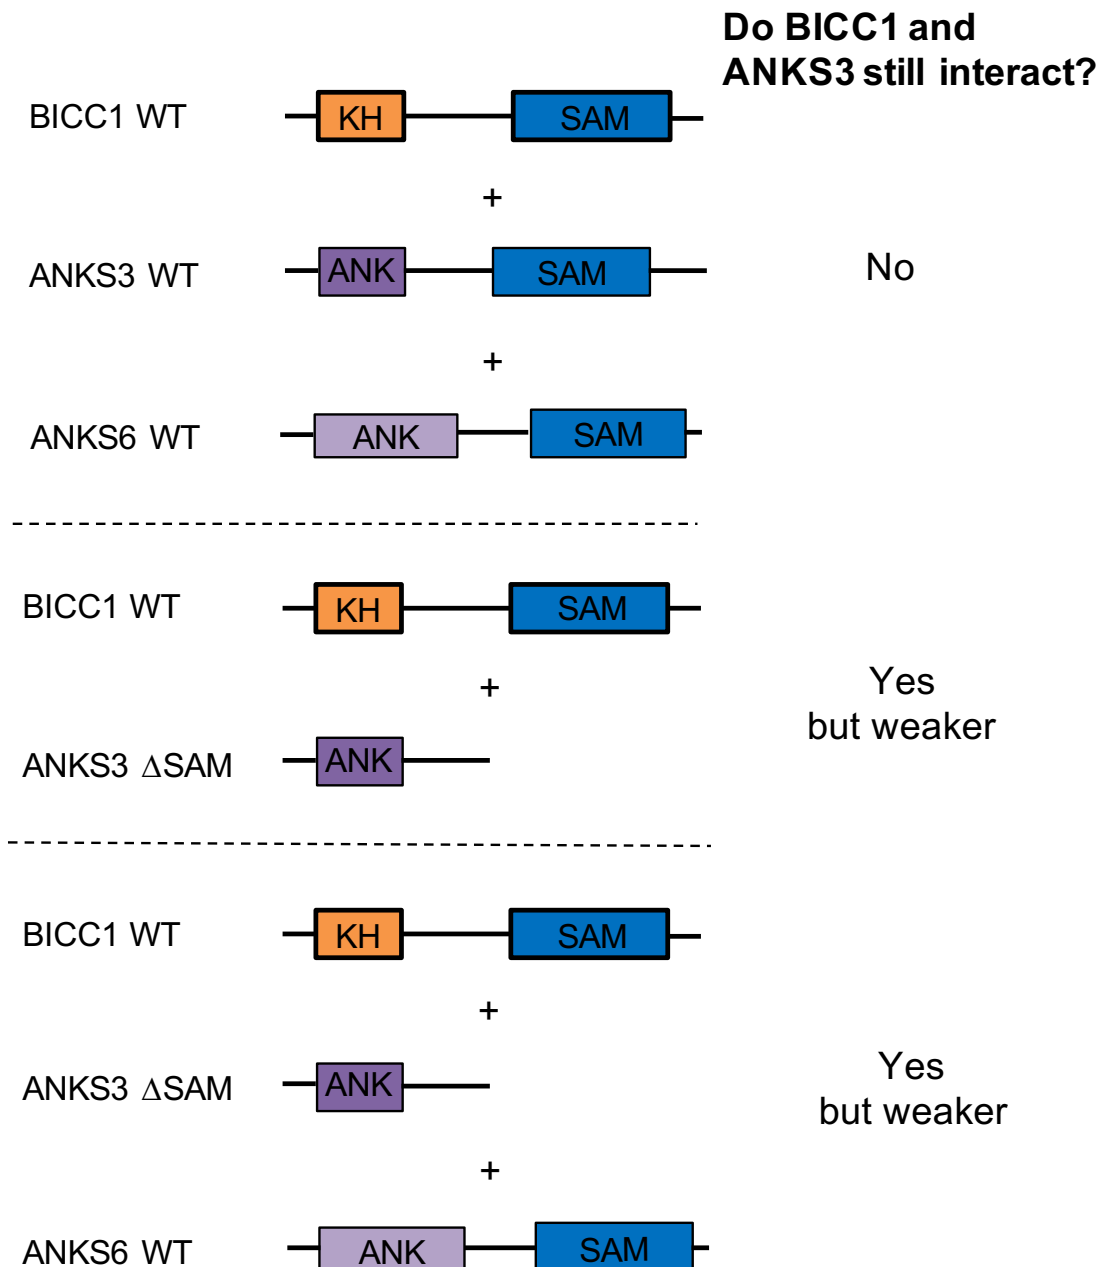 Do BICC1 and
ANKS3 still interact?
BICC1 WT KH SAM
+
ANKS3 WT ANK SAM No
+
ANKS6 WT ANK SAM
BICC1 WT KH SAM
+
Yes
but weaker
ANKS3 ∆SAM ANK
BICC1 WT KH SAM
+
ANKS3 ∆SAM ANK
Yes
but weaker
+
ANKS6 WT ANK SAM